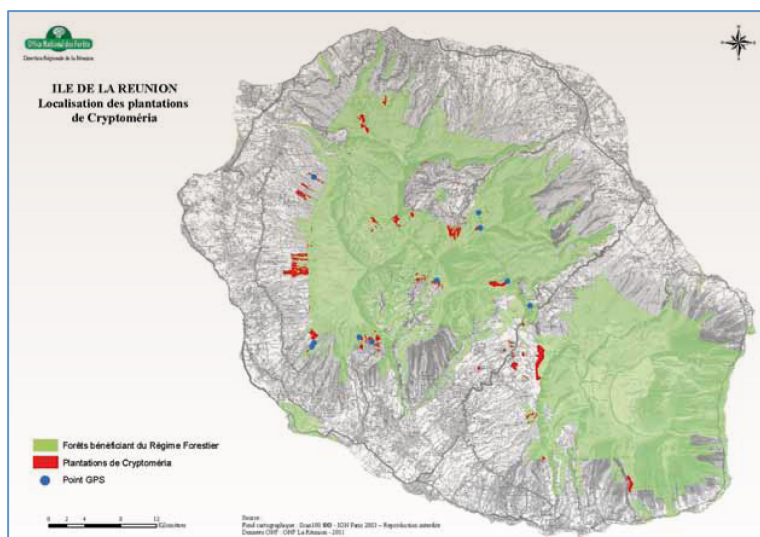 Office National des Forêts
Direction Régionale de la Réunion
ILE DE LA REUNION
Localisation des plantations
de Cryptoméria
Forêts bénéficiant du Régime Forestier
Plantations de Cryptoméria
Point GPS
0 2 4 8 12
Kilomètres
Source :
Fond cartographique : Scan100 - IGN Paris 2003 - Reproduction interdite
Données ONF : ONF La Réunion - 2011